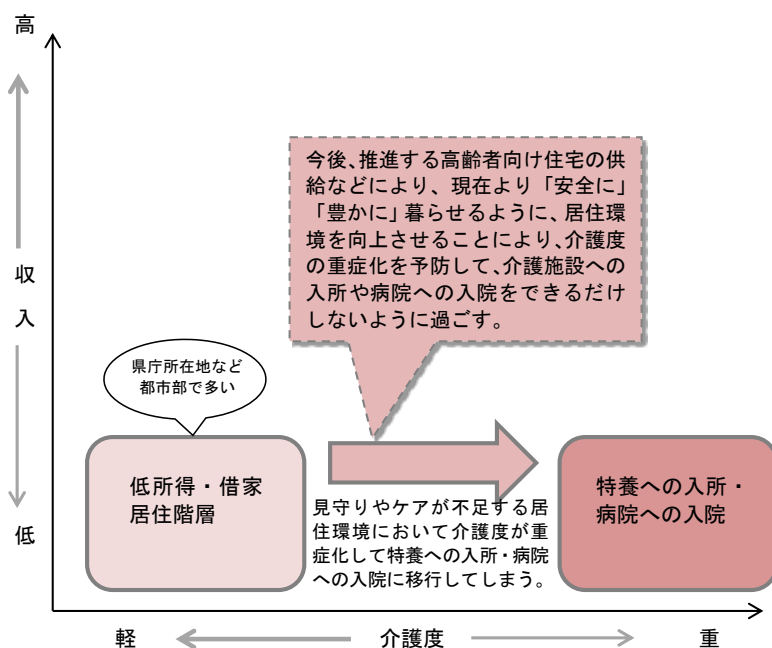 高
収
入
低
今後、推進する高齢者向け住宅の供
給などにより、現在より「安全に」
「豊かに」暮らせるように、居住環
境を向上させることにより、介護度
の重症化を予防して、介護施設への
入所や病院への入院をできるだけ
しないように過ごす。
県庁所在地など
都市部で多い
低所得・借家
居住階層
見守りやケアが不足する居
住環境において介護度が重
症化して特養への入所・病院
への入院に移行してしまう。
特養への入所・
病院への入院
軽
介護度
重